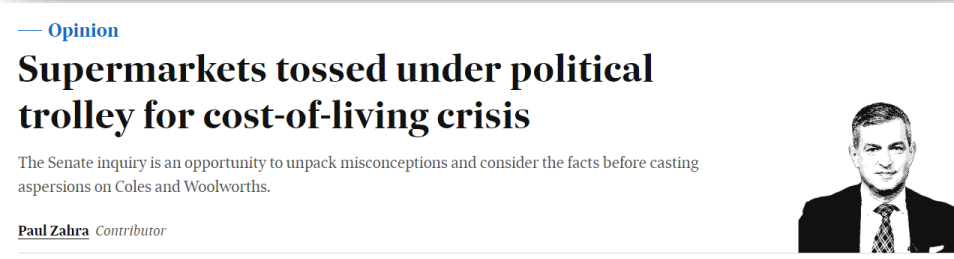 Opinion
Supermarkets tossed under political
trolley for cost-of-living crisis
The Senate inquiry is an opportunity to unpack misconceptions and consider the facts before casting
aspersions on Coles and Woolworths.
Paul Zahra Contributor